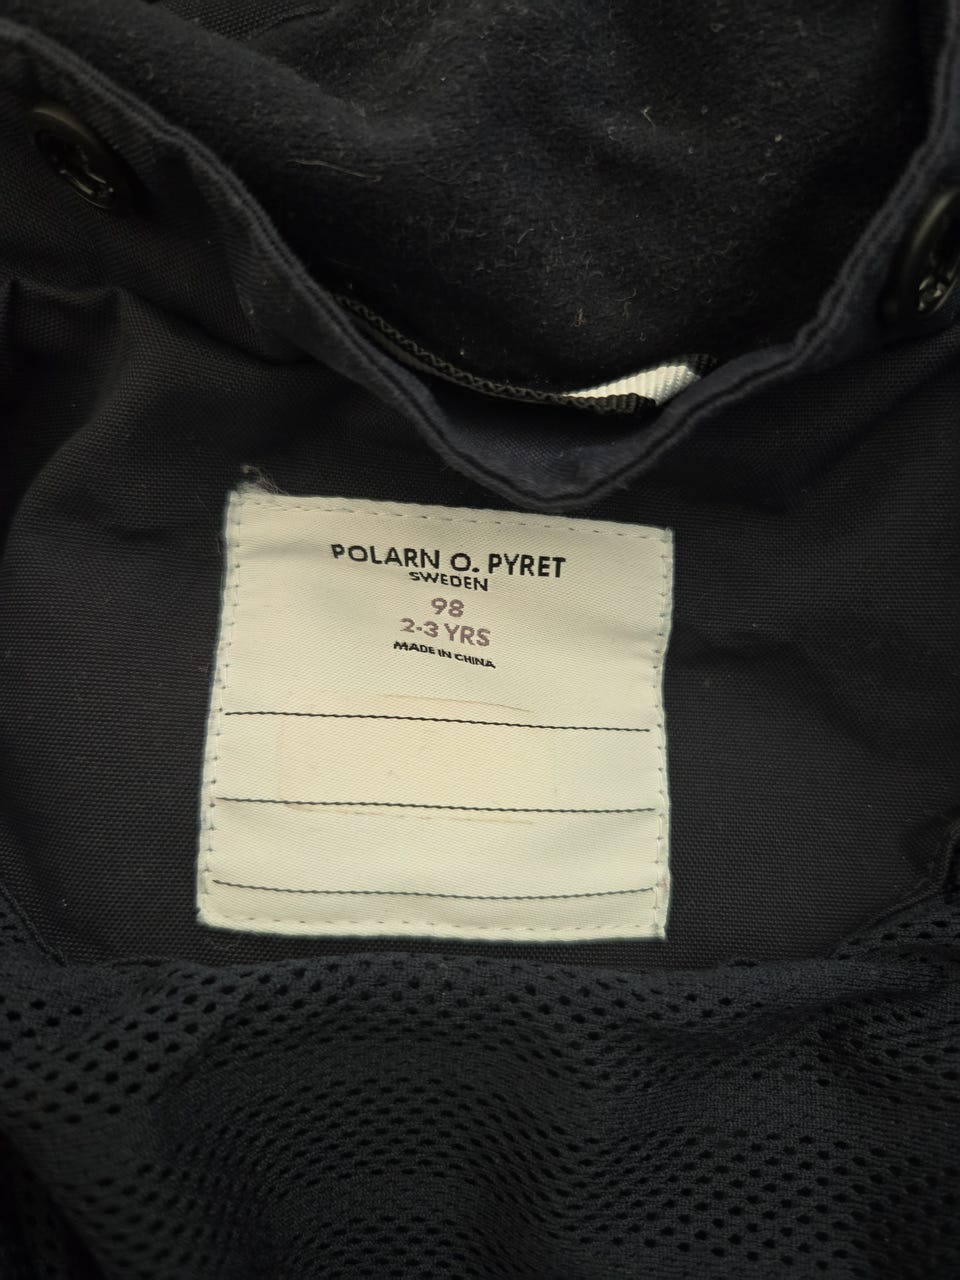 POLARN O. PYRET
SWEDEN
98
2-3 YRS
MADE IN CHINA